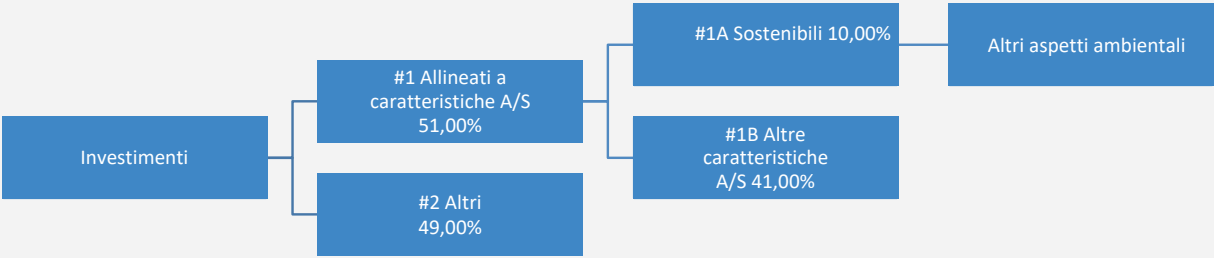 Investimenti
#1 Allineati a
caratteristiche A/S
51,00%
#2 Altri
49,00%
#1A Sostenibili 10,00%
#1B Altre
caratteristiche
A/S 41,00%
Altri aspetti ambientali